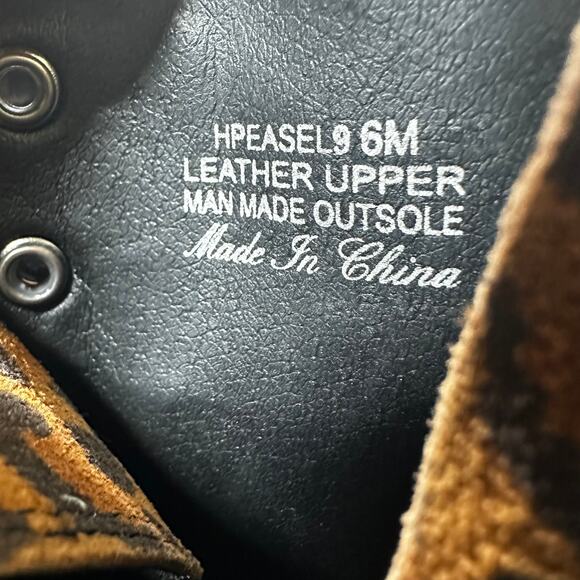 HPEASEL9 6M
LEATHER UPPER
MAN MADE OUTSOLE
Made In China